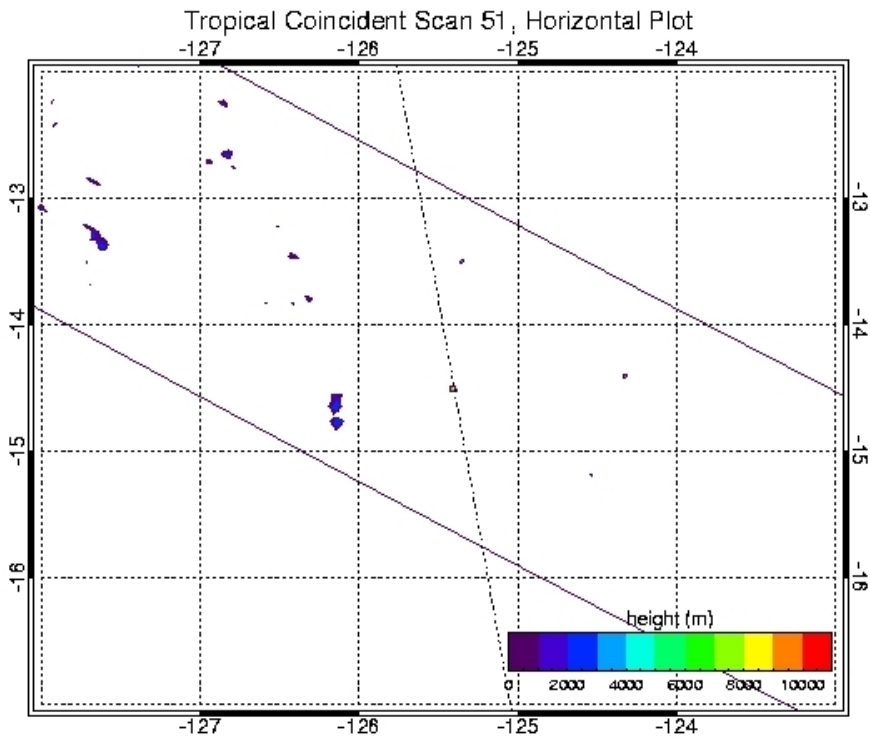 Tropical Coincident Scan 51, Horizontal Plot
-127 -126 -125 -124
-13 -13
-14 -14
-15 -15
-16 -16
height (m)
0 2000 4000 6000 8000 10000
-127 -126 -125 -124